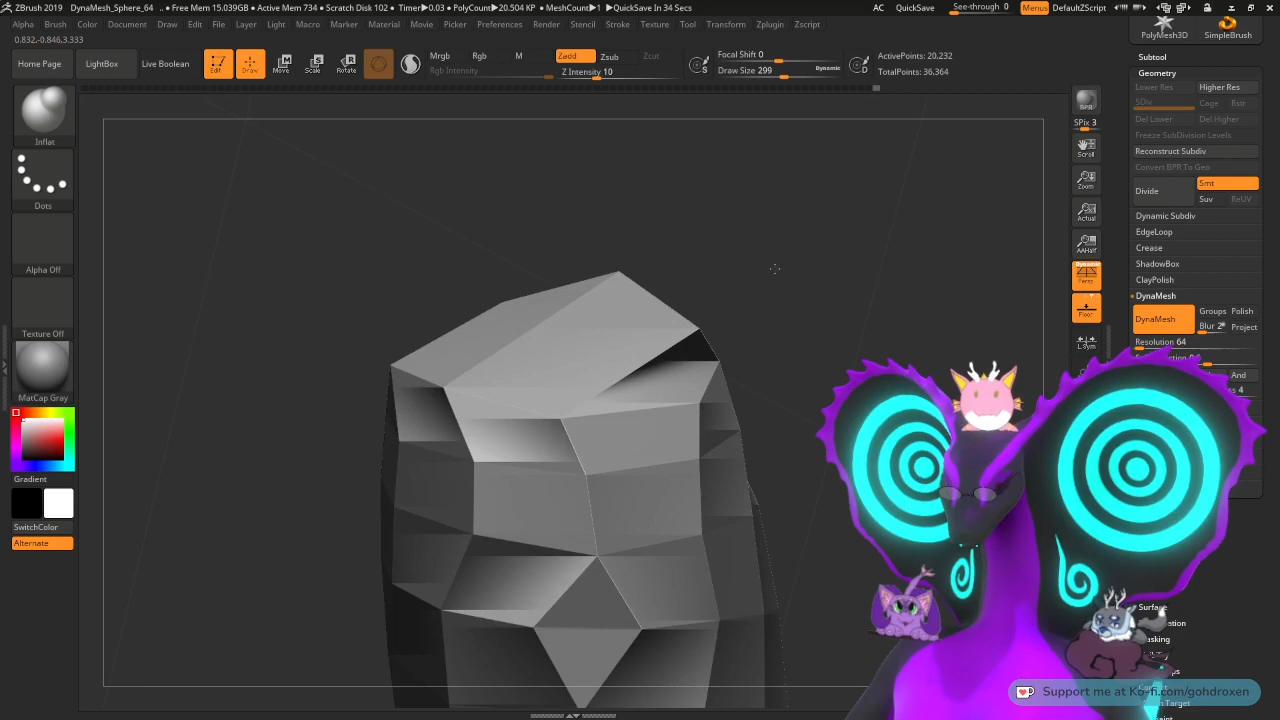 ZBrush 2019 DynaMesh_Sphere_64 .. • Free Mem 15.039GB • Active Mem 734 • Scratch Disk 102 • Timer▶0.03 • PolyCount▶20.504 KP • MeshCount▶1 ▶QuickSave In 34 Secs AC QuickSave See-through 0 Menus DefaultZScript
Alpha Brush Color Document Draw Edit File Layer Light Macro Marker Material Movie Picker Preferences Render Stencil Stroke Texture Tool Transform Zplugin Zscript
0.832,-0.846,3.333
PolyMesh3D SimpleBrush
Home Page LightBox Live Boolean Edit Draw Move Scale Rotate
Mrgb Rgb M Zadd Zsub Zcut
Rgb Intensity Z Intensity 10
Focal Shift 0
Draw Size 299 Dynamic
ActivePoints: 20,232
TotalPoints: 36,364
Inflat
Dots
Alpha Off
Texture Off
MatCap Gray
Gradient
SwitchColor
Alternate
BPR
SPix 3
Scroll
Zoom
Actual
AAHalf
Dynamic
Persp
Floor
L.Sym
Subtool
Geometry
Lower Res Higher Res
SDiv Cage Rstr
Del Lower Del Higher
Freeze SubDivision Levels
Reconstruct Subdiv
Convert BPR To Geo
Divide Smt
Suv ReUV
Dynamic Subdiv
EdgeLoop
Crease
ShadowBox
ClayPolish
DynaMesh
DynaMesh Groups Polish
Blur 2 Project
Resolution 64
And
4
Surface
Masking
Target
Support me at Ko-fi.com/gohdroxen